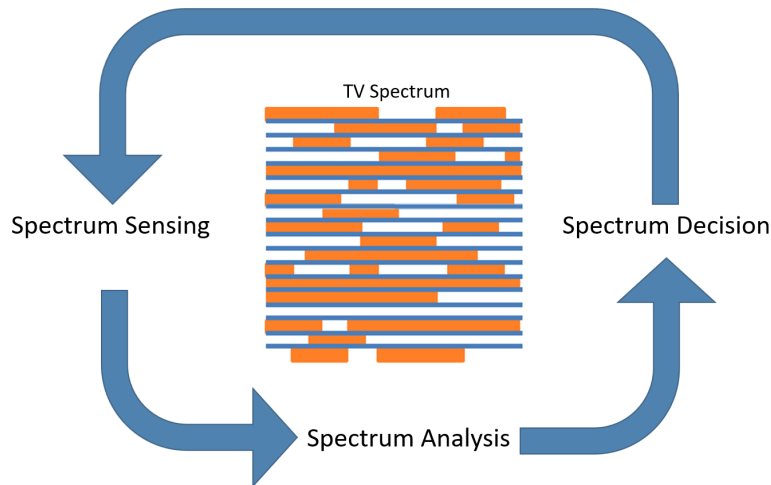 TV Spectrum
Spectrum Sensing
Spectrum Decision
Spectrum Analysis